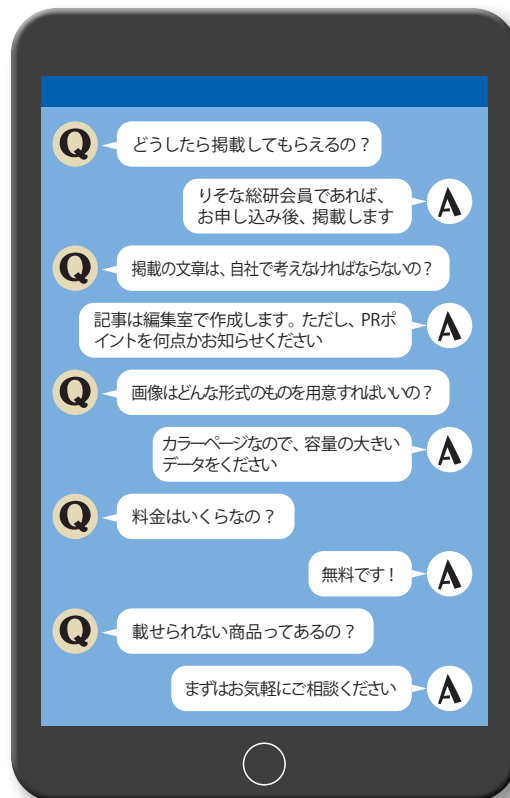 Q
どうしたら掲載してもらえるの？
りそな総研会員であれば、
お申し込み後、掲載します
A
Q
掲載の文章は、自社で考えなければならないの？
記事は編集室で作成します。ただし、PRポ
イントを何点かお知らせください
A
Q
画像はどんな形式のものを用意すればいいの？
カラーページなので、容量の大きい
データをください
A
Q
料金はいくらなの？
無料です！
A
Q
載せられない商品ってあるの？
まずはお気軽にご相談ください
A